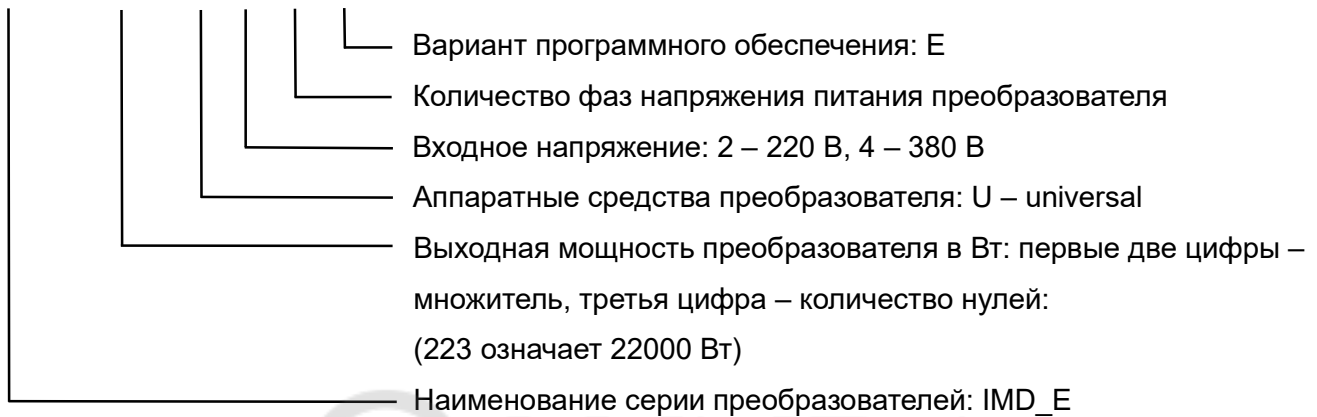 Вариант программного обеспечения: E
Количество фаз напряжения питания преобразователя
Входное напряжение: 2 – 220 В, 4 – 380 В
Аппаратные средства преобразователя: U – universal
Выходная мощность преобразователя в Вт: первые две цифры –
множитель, третья цифра – количество нулей:
(223 означает 22000 Вт)
Наименование серии преобразователей: IMD_E